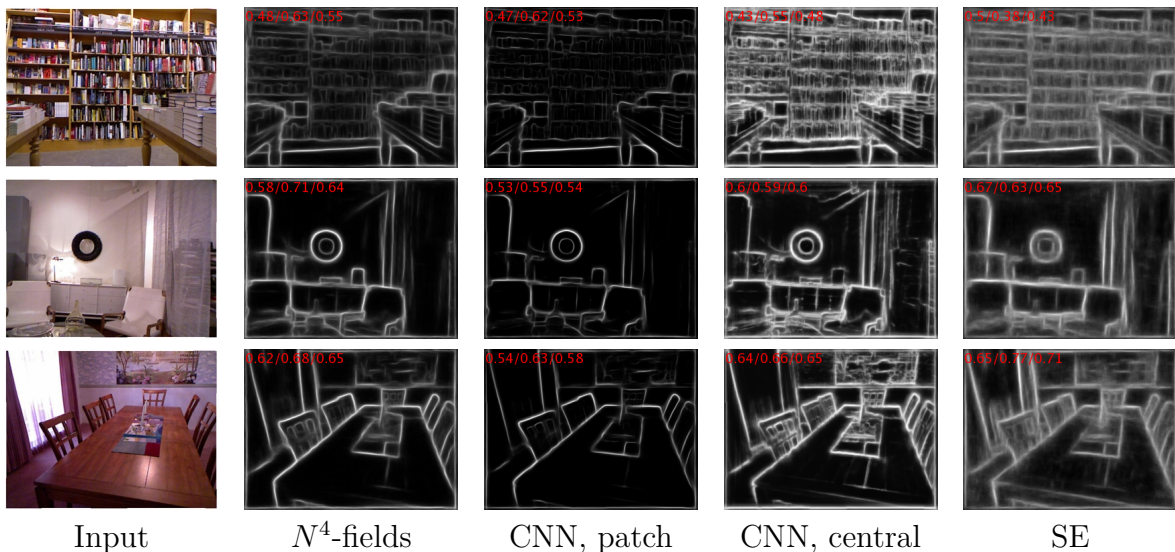 0.48/0.63/0.55 0.47/0.62/0.53 0.43/0.55/0.48 0.5/0.38/0.43
0.58/0.71/0.64 0.53/0.55/0.54 0.6/0.59/0.6 0.67/0.63/0.65
0.62/0.68/0.65 0.54/0.63/0.58 0.64/0.66/0.65 0.65/0.77/0.71
Input N⁴-fields CNN, patch CNN, central SE